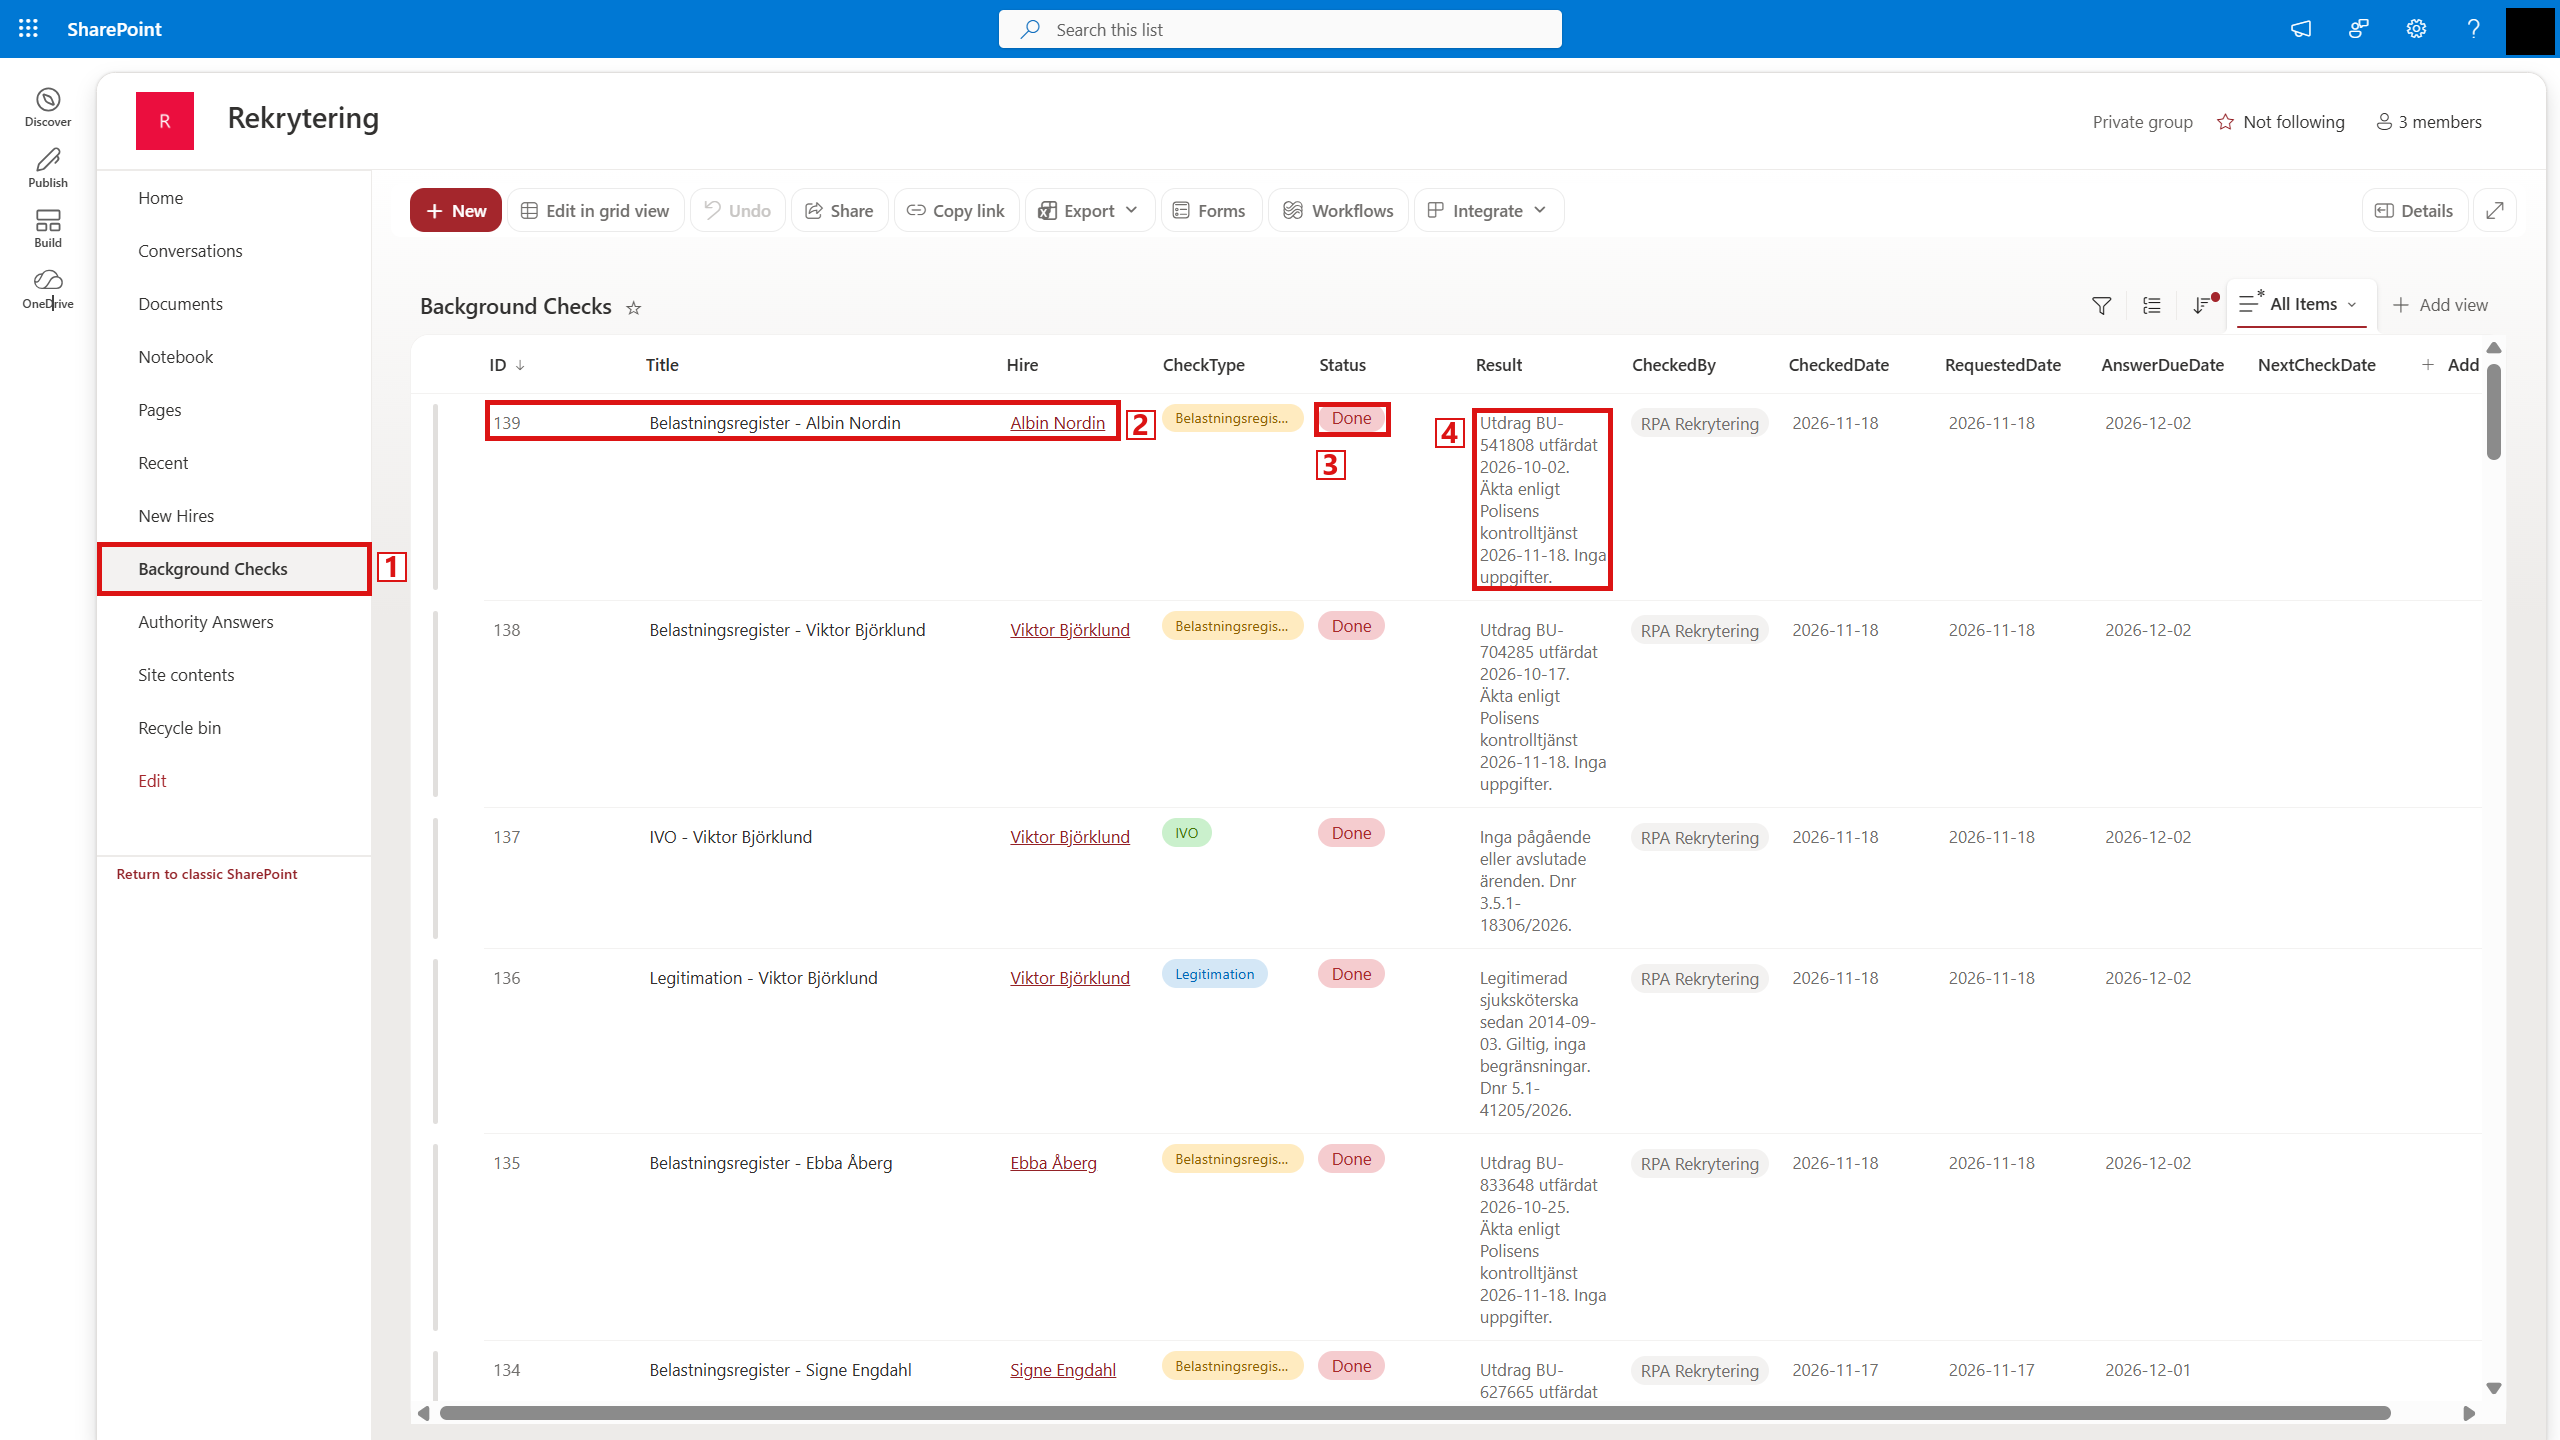 SharePoint
Search this list
Discover
Publish
Build
OneDrive
R
Rekrytering
Private group
Not following
3 members
Home
Conversations
Documents
Notebook
Pages
Recent
New Hires
Background Checks
1
Authority Answers
Site contents
Recycle bin
Edit
Return to classic SharePoint
New
Edit in grid view
Undo
Share
Copy link
Export
Forms
Workflows
Integrate
Details
Background Checks
All Items
Add view
ID Title Hire CheckType Status Result CheckedBy CheckedDate RequestedDate AnswerDueDate NextCheckDate Add
139 Belastningsregister - Albin Nordin Albin Nordin 2 Belastningsregis... Done 3 4
Utdrag BU-
541808 utfärdat
2026-10-02.
Äkta enligt
Polisens
kontrolltjänst
2026-11-18. Inga
uppgifter.
RPA Rekrytering 2026-11-18 2026-11-18 2026-12-02
138 Belastningsregister - Viktor Björklund Viktor Björklund Belastningsregis... Done
Utdrag BU-
704285 utfärdat
2026-10-17.
Äkta enligt
Polisens
kontrolltjänst
2026-11-18. Inga
uppgifter.
RPA Rekrytering 2026-11-18 2026-11-18 2026-12-02
137 IVO - Viktor Björklund Viktor Björklund IVO Done
Inga pågående
eller avslutade
ärenden. Dnr
3.5.1-
18306/2026.
RPA Rekrytering 2026-11-18 2026-11-18 2026-12-02
136 Legitimation - Viktor Björklund Viktor Björklund Legitimation Done
Legitimerad
sjuksköterska
sedan 2014-09-
03. Giltig, inga
begränsningar.
Dnr 5.1-
41205/2026.
RPA Rekrytering 2026-11-18 2026-11-18 2026-12-02
135 Belastningsregister - Ebba Åberg Ebba Åberg Belastningsregis... Done
Utdrag BU-
833648 utfärdat
2026-10-25.
Äkta enligt
Polisens
kontrolltjänst
2026-11-18. Inga
uppgifter.
RPA Rekrytering 2026-11-18 2026-11-18 2026-12-02
134 Belastningsregister - Signe Engdahl Signe Engdahl Belastningsregis... Done
Utdrag BU-
627665 utfärdat
RPA Rekrytering 2026-11-17 2026-11-17 2026-12-01